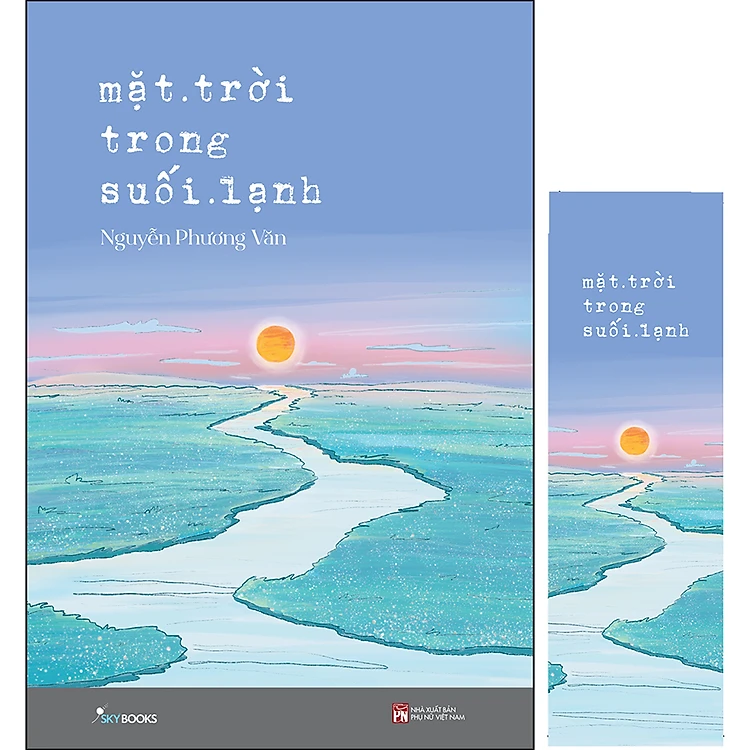 mặt.trời
trong
suối.lạnh
Nguyễn Phương Văn
SKYBOOKS
PN
NHÀ XUẤT BẢN
PHỤ NỮ VIỆT NAM
mặt.trời
trong
suối.lạnh